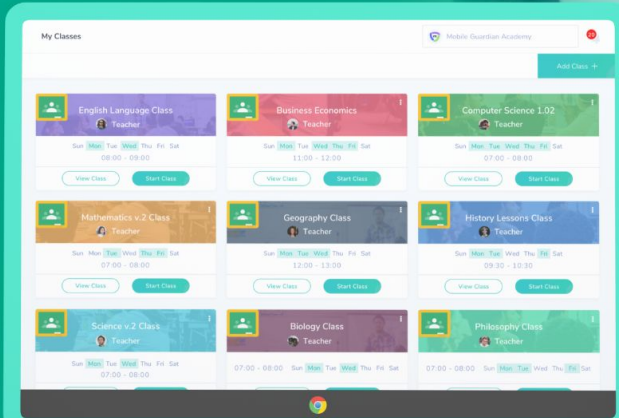 My Classes
Mobile Guardian Academy
Add Class +
English Language Class
Teacher
Sun Mon Tue Wed Thu Fri Sat
08:00 - 09:00
View Class Start Class
Business Economics
Teacher
Sun Mon Tue Wed Thu Fri Sat
11:00 - 12:00
View Class Start Class
Computer Science 1.02
Teacher
Sun Mon Tue Wed Thu Fri Sat
07:00 - 08:00
View Class Start Class
Mathematics v.2 Class
Teacher
Sun Mon Tue Wed Thu Fri Sat
07:00 - 08:00
View Class Start Class
Geography Class
Teacher
Sun Mon Tue Wed Thu Fri Sat
12:00 - 13:00
View Class Start Class
History Lessons Class
Teacher
Sun Mon Tue Wed Thu Fri Sat
09:30 - 10:30
View Class Start Class
Science v.2 Class
Teacher
Sun Mon Tue Wed Thu Fri Sat
07:00 - 08:00
Biology Class
Teacher
07:00 - 08:00 Sun Mon Tue Wed Thu Fri Sat
Philosophy Class
Teacher
07:00 - 08:00 Sun Mon Tue Wed Thu Fri Sat